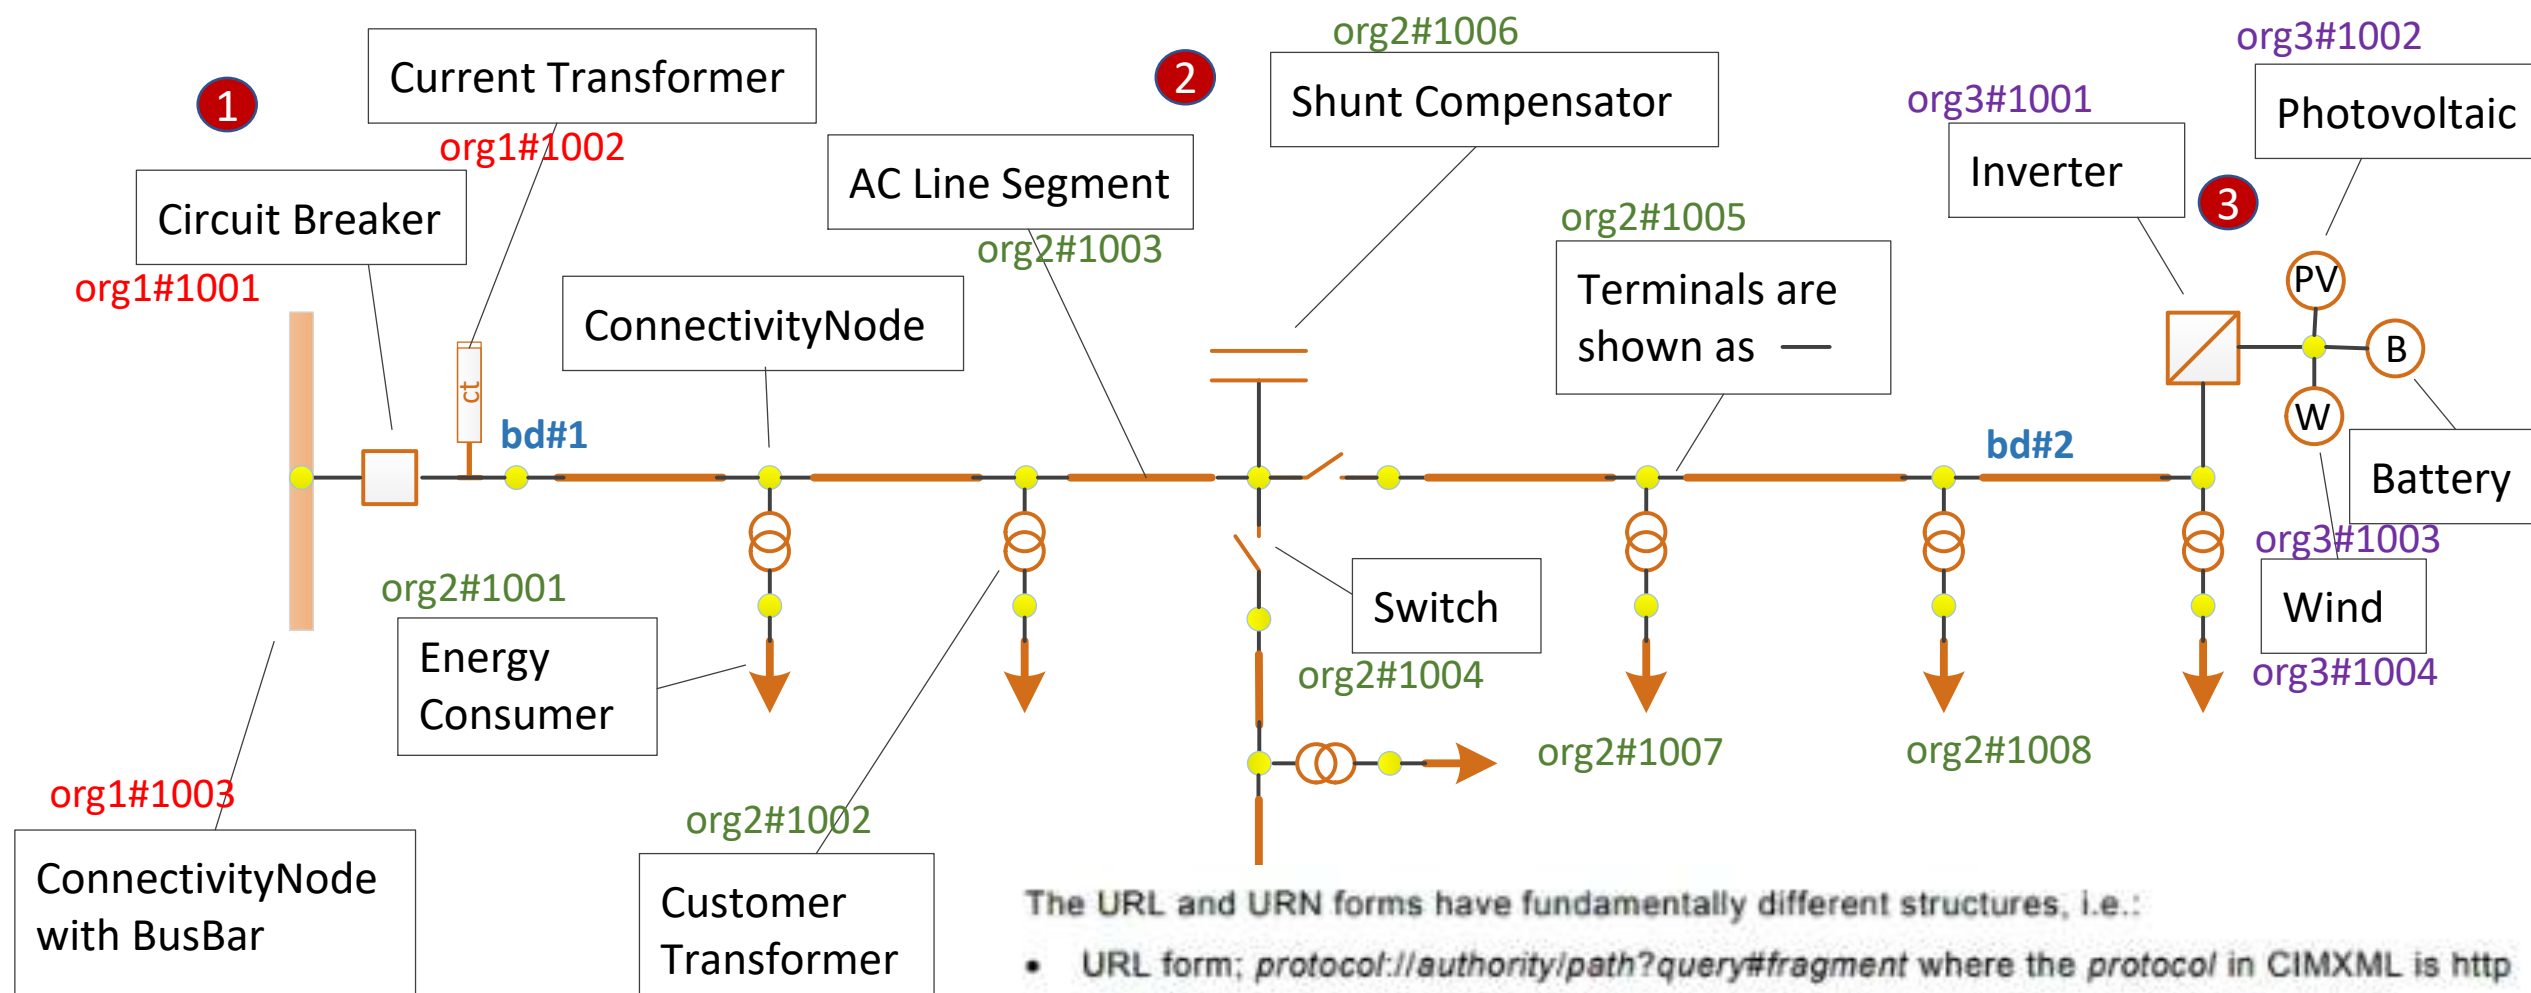 org2#1006
org3#1002
1
Current Transformer
2
Shunt Compensator
org3#1001
Photovoltaic
org1#1002
AC Line Segment
Inverter
3
Circuit Breaker
org2#1003
org2#1005
org1#1001
ConnectivityNode
Terminals are
shown as
PV
ct
B
W
bd#1
bd#2
Battery
org2#1001
Switch
org3#1003
Wind
Energy
Consumer
org2#1004
org3#1004
org1#1003
org2#1002
org2#1007
org2#1008
ConnectivityNode
with BusBar
Customer
Transformer
The URL and URN forms have fundamentally different structures, i.e.:
• URL form; protocol://authority/path?query#fragment where the protocol in CIMXML is http